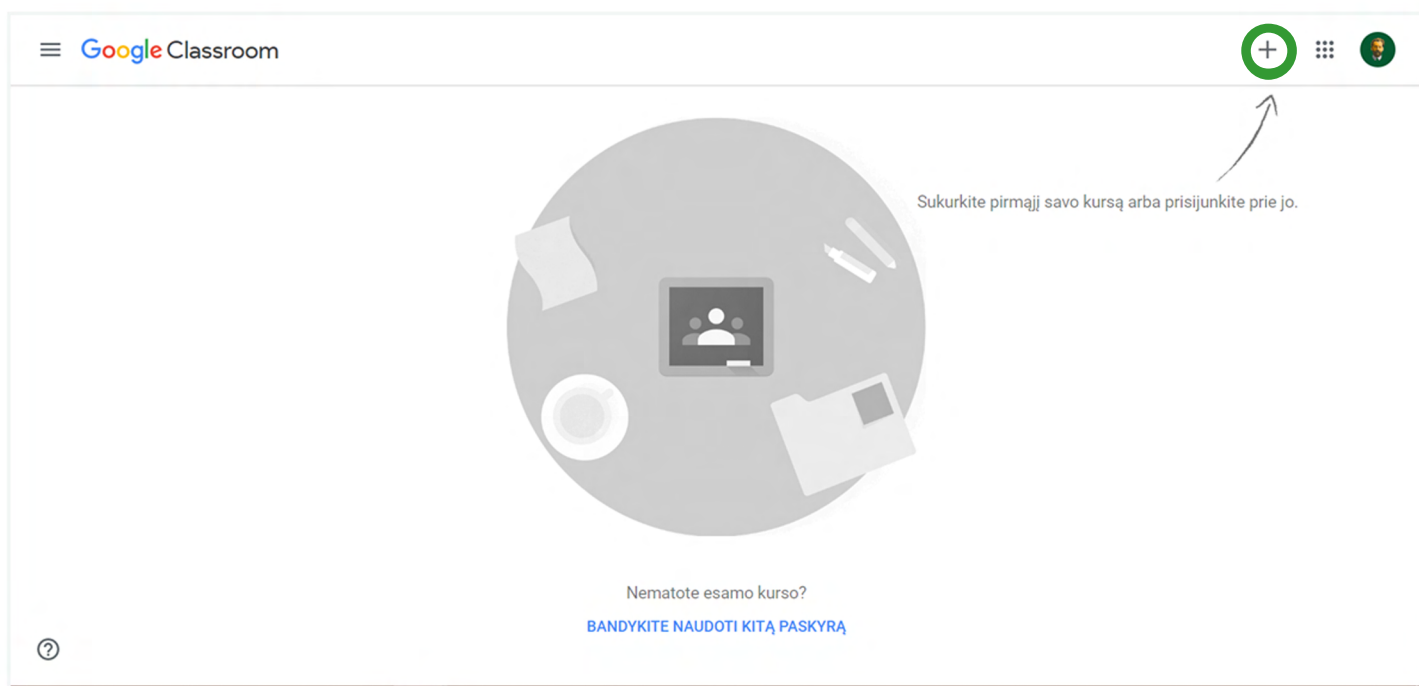 Google Classroom
Sukurkite pirmąjį savo kursą arba prisijunkite prie jo.
Nematote esamo kurso?
BANDYKITE NAUDOTI KITĄ PASKYRĄ